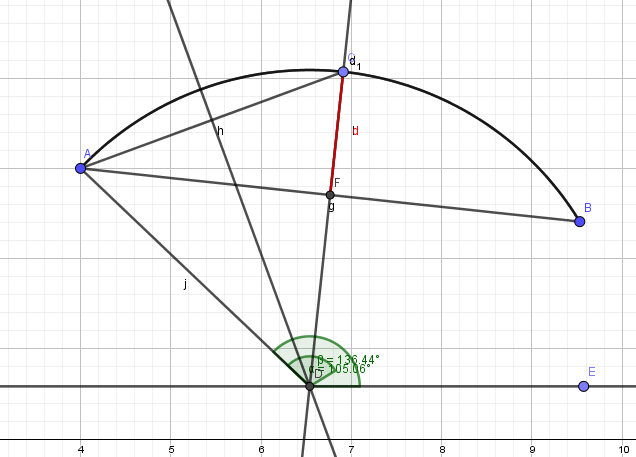 d₁
h
A
F
g
B
j
β = 136.44°
= 105.06°
D
E
4 5 6 7 8 9 10